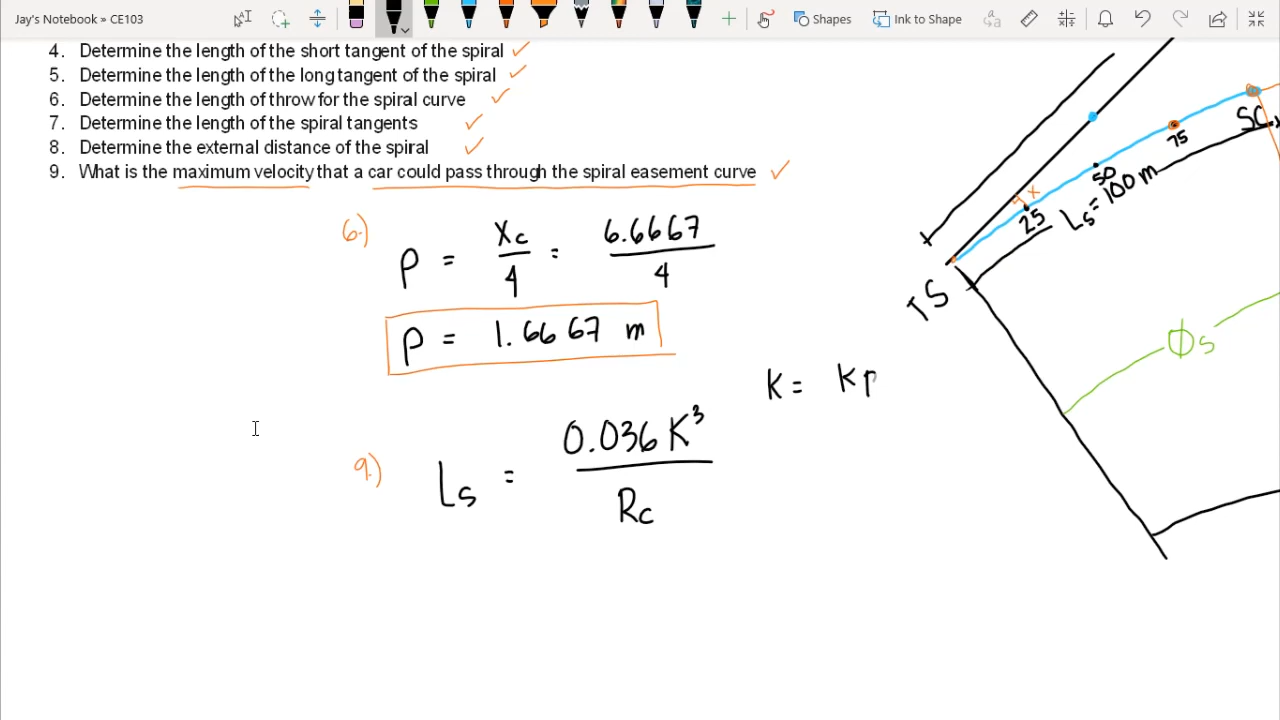 Jay's Notebook » CE103
Shapes
Ink to Shape
4. Determine the length of the short tangent of the spiral ✓
5. Determine the length of the long tangent of the spiral ✓
6. Determine the length of throw for the spiral curve ✓
7. Determine the length of the spiral tangents ✓
8. Determine the external distance of the spiral ✓
9. What is the maximum velocity that a car could pass through the spiral easement curve ✓
6.) P = Xc/4 = 6.6667/4
P = 1.6667 m
K = Kp
9.) Ls = 0.036 K³/Rc
SC
75
50
25
Ls = 100 m
TS
Øs